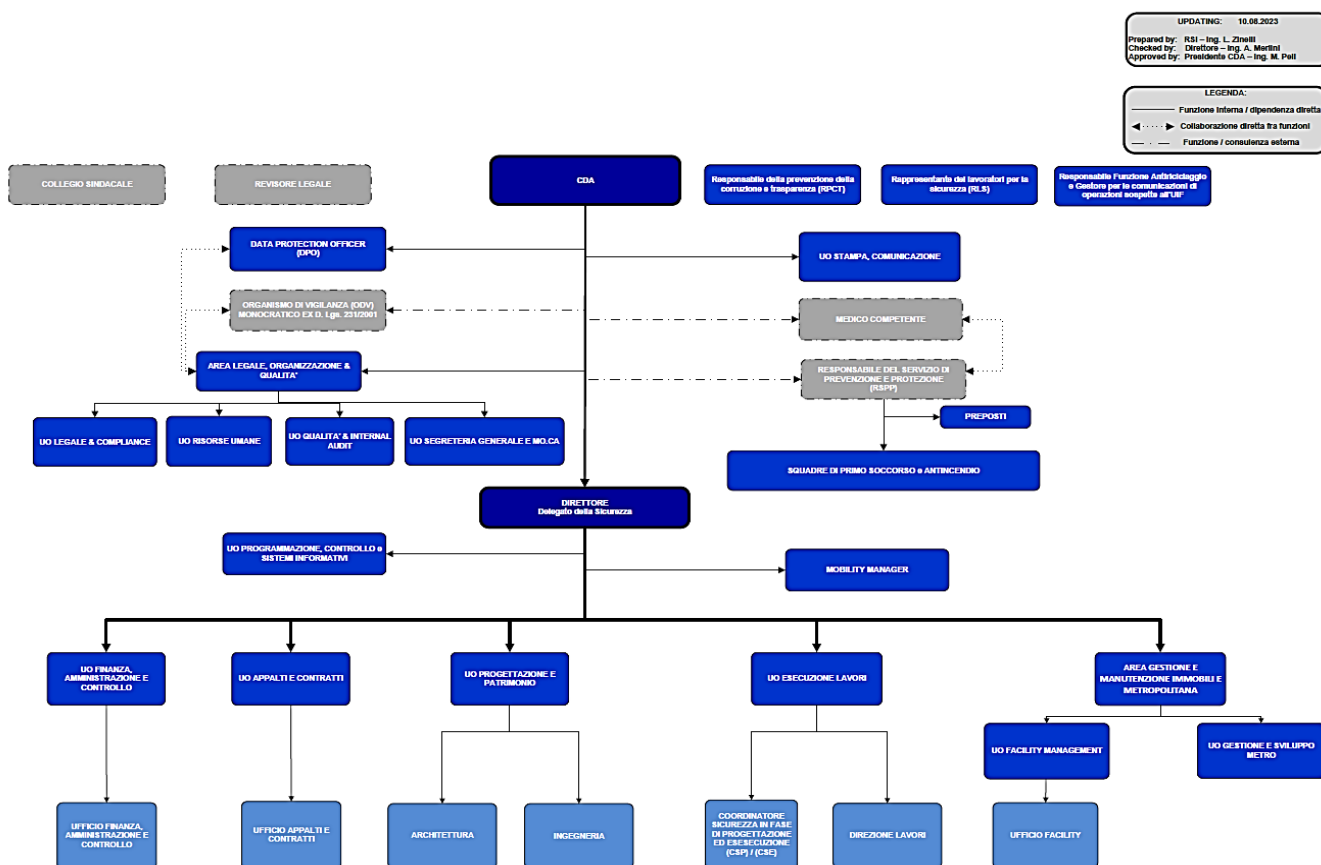 UPDATING: 10.08.2023
Prepared by: RSI – Ing. L. Zinelli
Checked by: Direttore – Ing. A. Merlini
Approved by: Presidente CDA – Ing. M. Peli
LEGENDA:
Funzione interna / dipendenza diretta
Collaborazione diretta fra funzioni
Funzione / consulenza esterna
COLLEGIO SINDACALE
REVISORE LEGALE
CDA
Responsabile della prevenzione della
corruzione e trasparenza (RPCT)
Rappresentante dei lavoratori per la
sicurezza (RLS)
Responsabile Funzione Antiriciclaggio
e Gestore per le comunicazioni di
operazioni sospette all'UIF
DATA PROTECTION OFFICER
(DPO)
UO STAMPA, COMUNICAZIONE
ORGANISMO DI VIGILANZA (ODV)
MONOCRATICO EX D. Lgs. 231/2001
MEDICO COMPETENTE
AREA LEGALE, ORGANIZZAZIONE &
QUALITA'
RESPONSABILE DEL SERVIZIO DI
PREVENZIONE E PROTEZIONE
(RSPP)
PREPOSTI
UO LEGALE & COMPLIANCE
UO RISORSE UMANE
UO QUALITA' & INTERNAL
AUDIT
UO SEGRETERIA GENERALE E MO.CA
SQUADRE DI PRIMO SOCCORSO e ANTINCENDIO
DIRETTORE
Delegato della Sicurezza
UO PROGRAMMAZIONE, CONTROLLO e
SISTEMI INFORMATIVI
MOBILITY MANAGER
UO FINANZA,
AMMINISTRAZIONE E
CONTROLLO
UO APPALTI E CONTRATTI
UO PROGETTAZIONE E
PATRIMONIO
UO ESECUZIONE LAVORI
AREA GESTIONE E
MANUTENZIONE IMMOBILI E
METROPOLITANA
UO FACILITY MANAGEMENT
UO GESTIONE E SVILUPPO
METRO
UFFICIO FINANZA,
AMMINISTRAZIONE E
CONTROLLO
UFFICIO APPALTI E
CONTRATTI
ARCHITETTURA
INGEGNERIA
COORDINATORE
SICUREZZA IN FASE
DI PROGETTAZIONE
ED ESESECUZIONE
(CSP) / (CSE)
DIREZIONE LAVORI
UFFICIO FACILITY